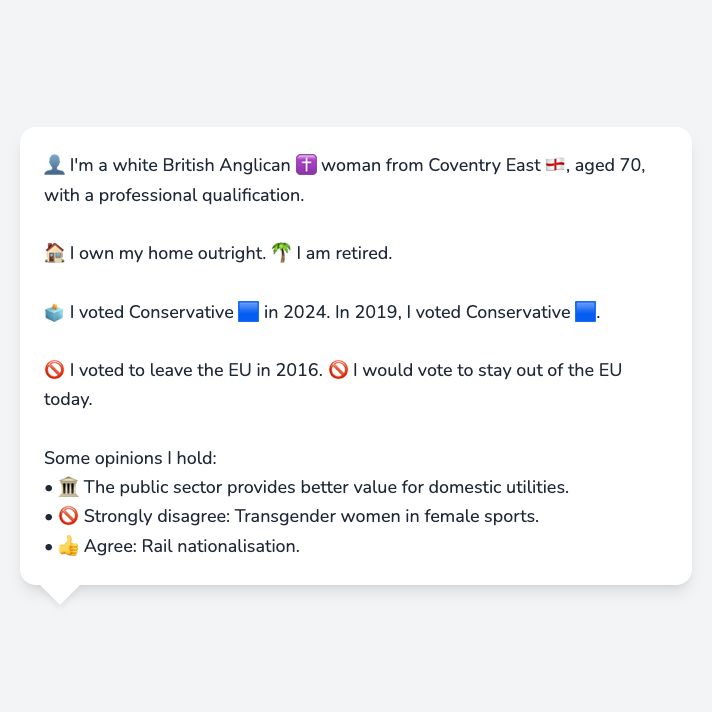 👤 I'm a white British Anglican ✝️ woman from Coventry East 🏴󠁧󠁢󠁥󠁮󠁧󠁿, aged 70,
with a professional qualification.
🏠 I own my home outright. 🌴 I am retired.
🗳️ I voted Conservative 🟦 in 2024. In 2019, I voted Conservative 🟦.
🚫 I voted to leave the EU in 2016. 🚫 I would vote to stay out of the EU
today.
Some opinions I hold:
• 🏛️ The public sector provides better value for domestic utilities.
• 🚫 Strongly disagree: Transgender women in female sports.
• 👍 Agree: Rail nationalisation.